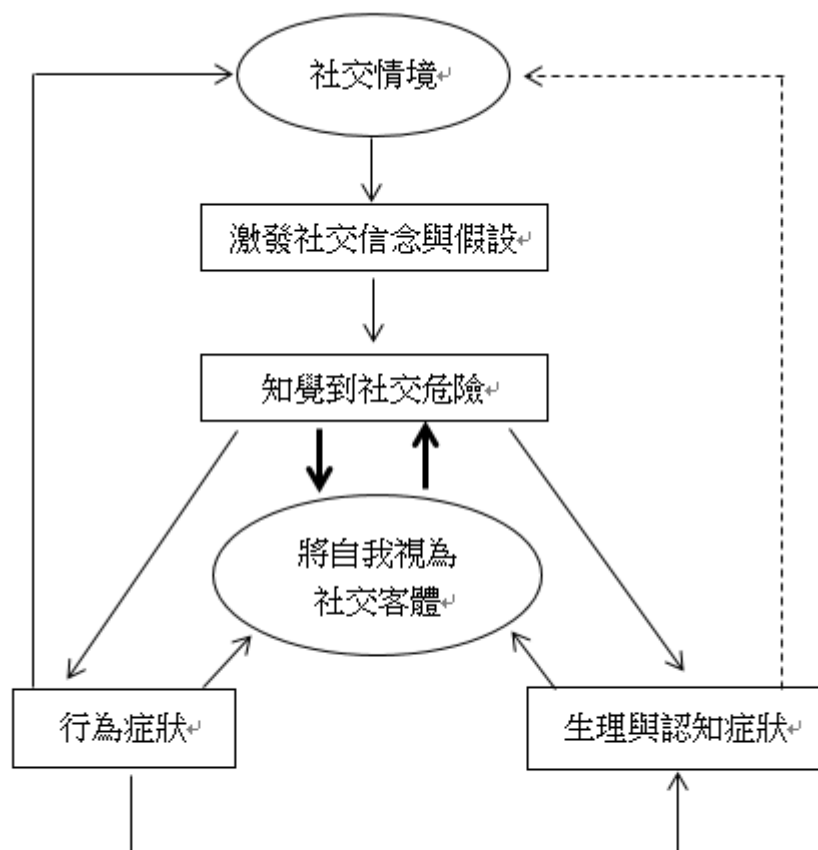 社交情境
激發社交信念與假設
知覺到社交危險
將自我視為
社交客體
行為症狀
生理與認知症狀